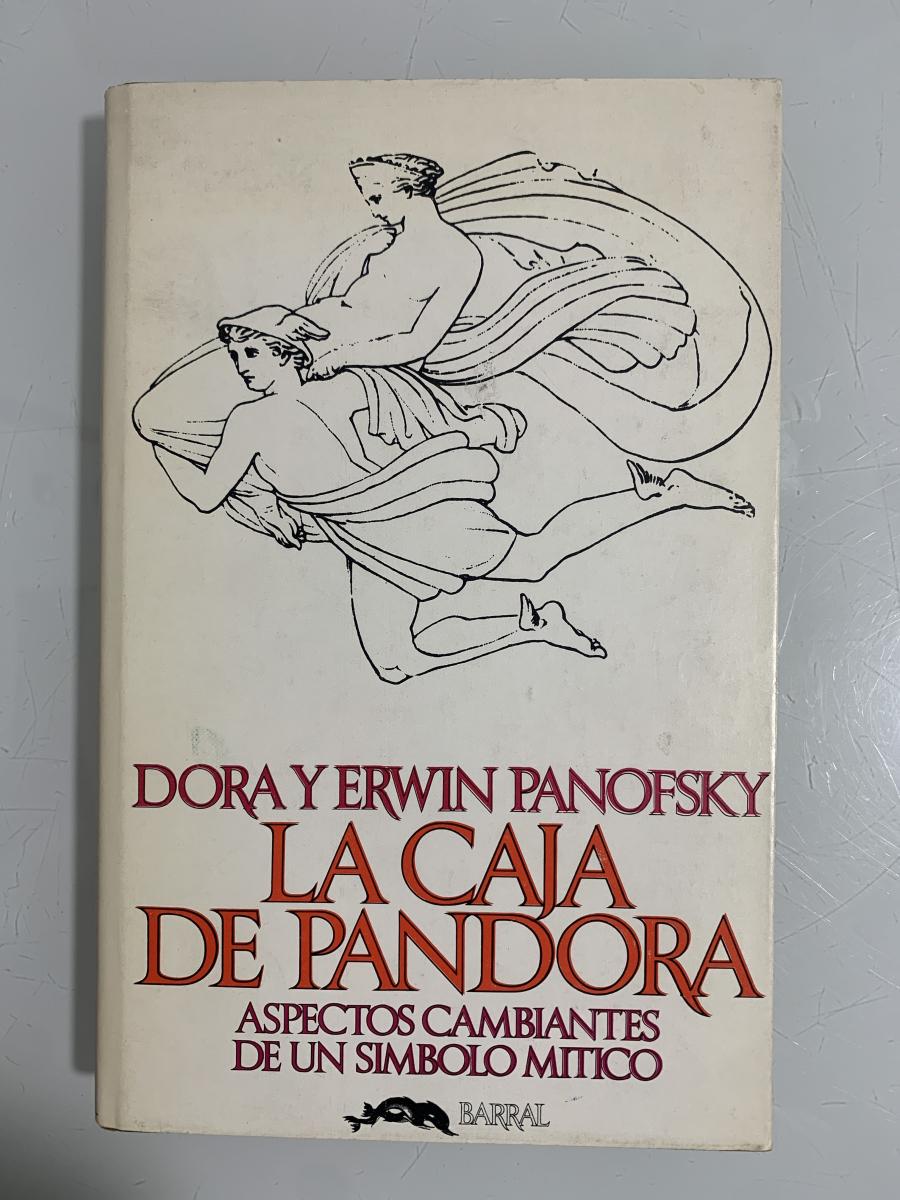 DORA Y ERWIN PANOFSKY
LA CAJA
DE PANDORA
ASPECTOS CAMBIANTES
DE UN SIMBOLO MITICO
BARRAL